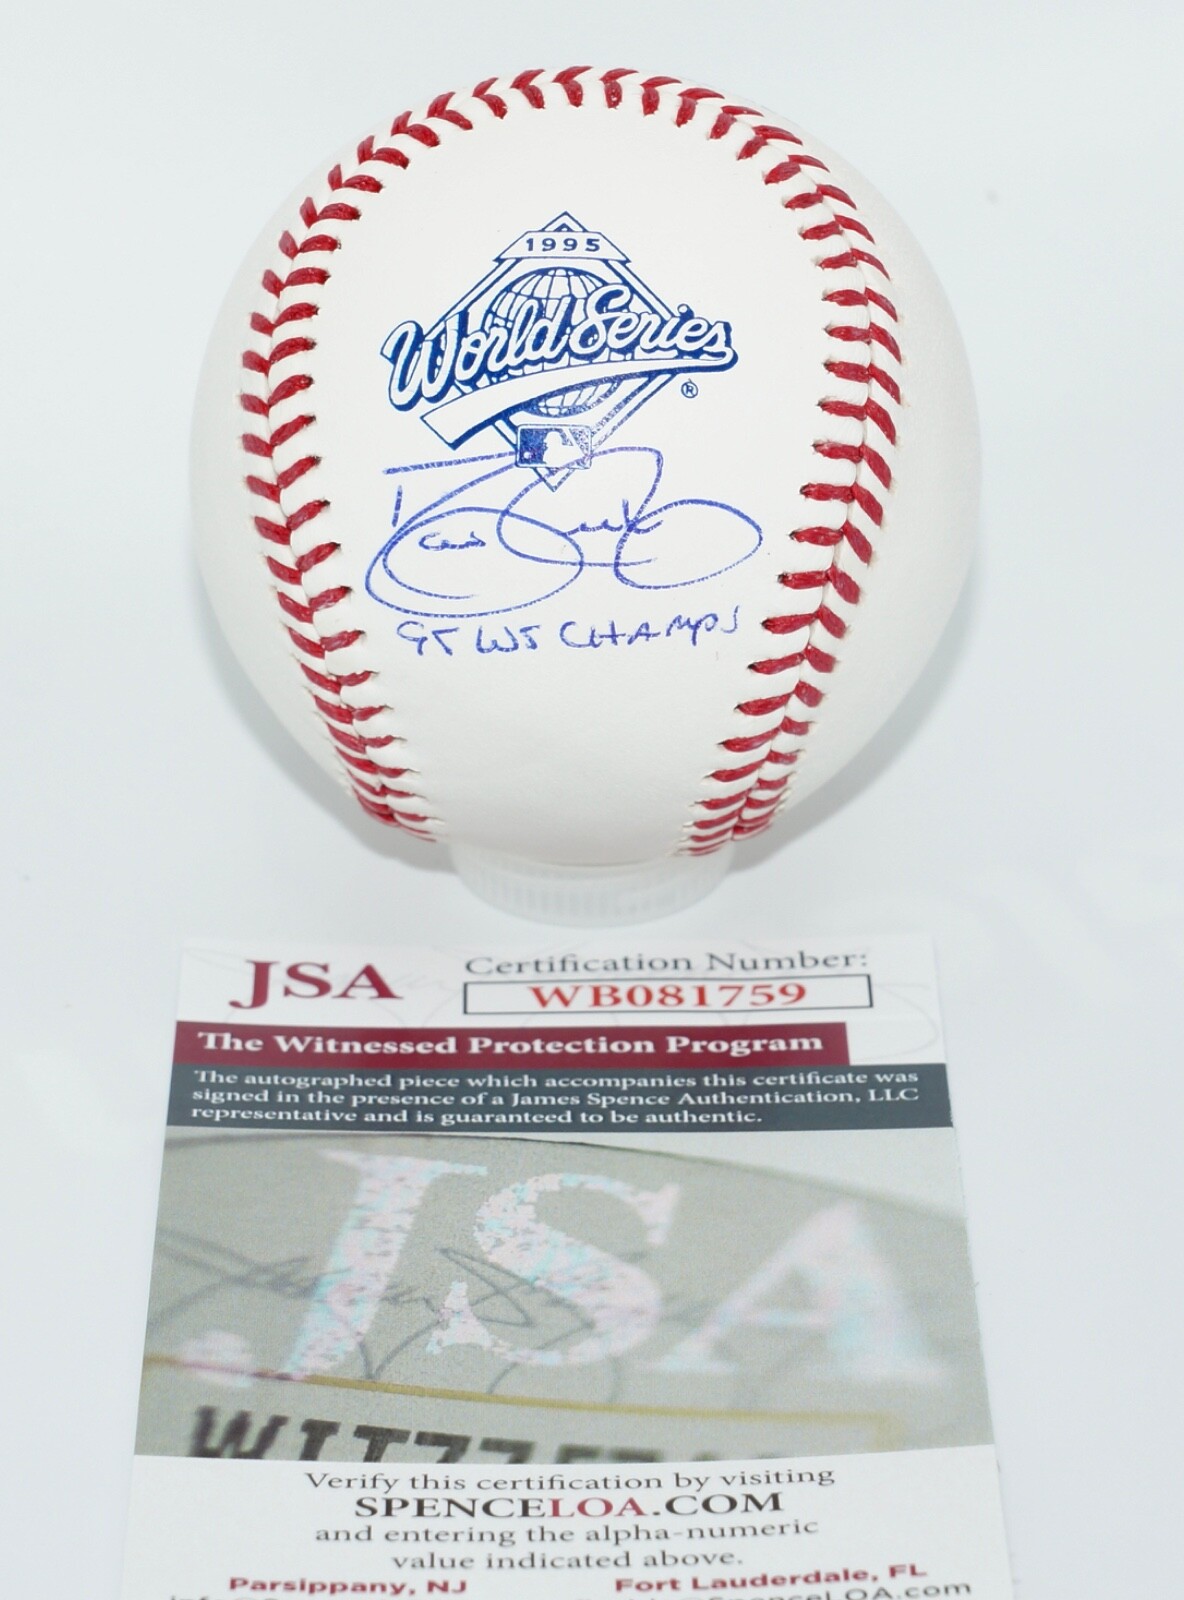 1995
World Series
®
95 WS CHAMPS
JSA
Certification Number:
WB081759
The Witnessed Protection Program
The autographed piece which accompanies this certificate was
signed in the presence of a James Spence Authentication, LLC
representative and is guaranteed to be authentic.
JSA
Verify this certification by visiting
SPENCELOA.COM
and entering the alpha-numeric
value indicated above.
Parsippany, NJ
Fort Lauderdale, FL